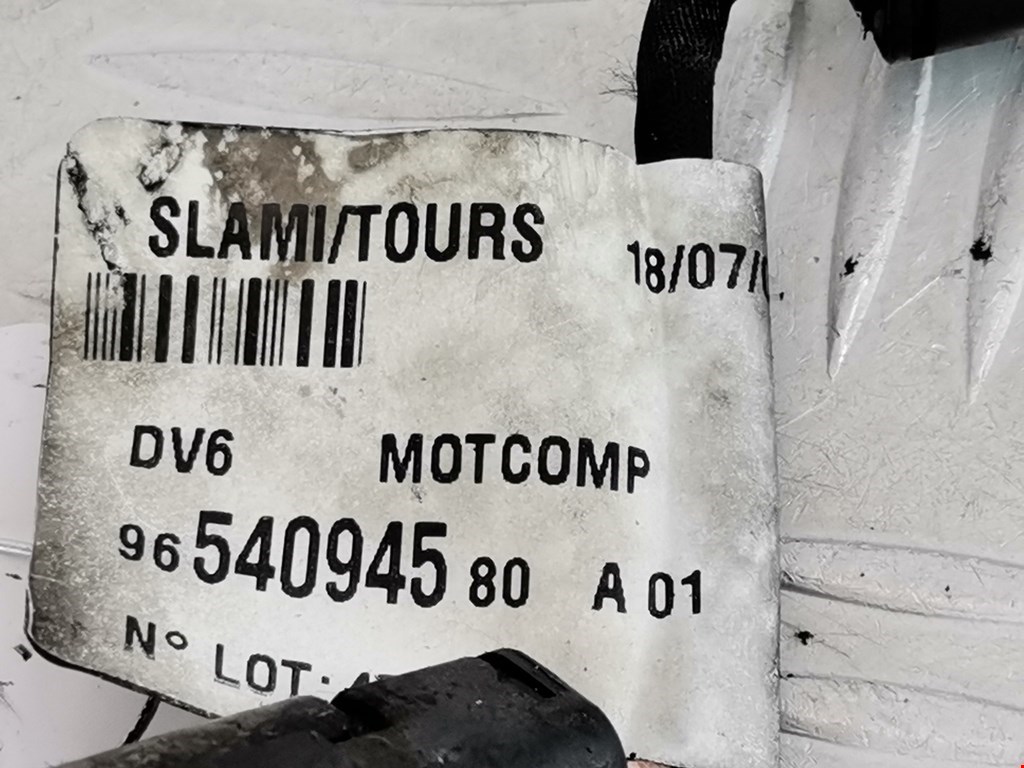 SLAMI/TOURS 18/07/
DV6 MOTCOMP
96 540945 80 A 01
N° LOT: